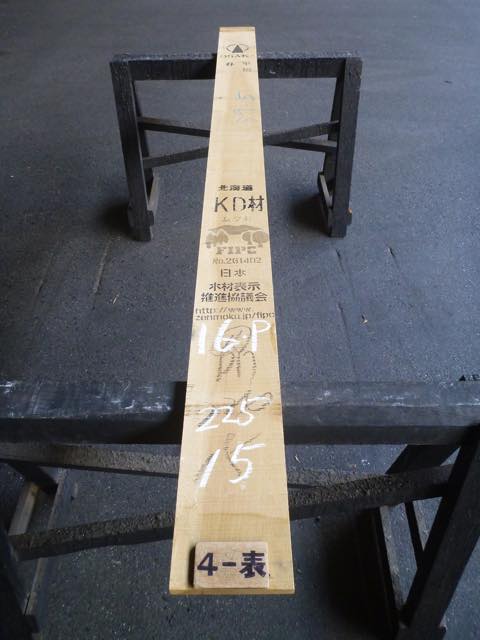 北海道
KD材
FIPC
No.261402
日本
木材表示
推進協議会
http://www.
zenmoku.jp/fipc
16.P
225
15
4-表